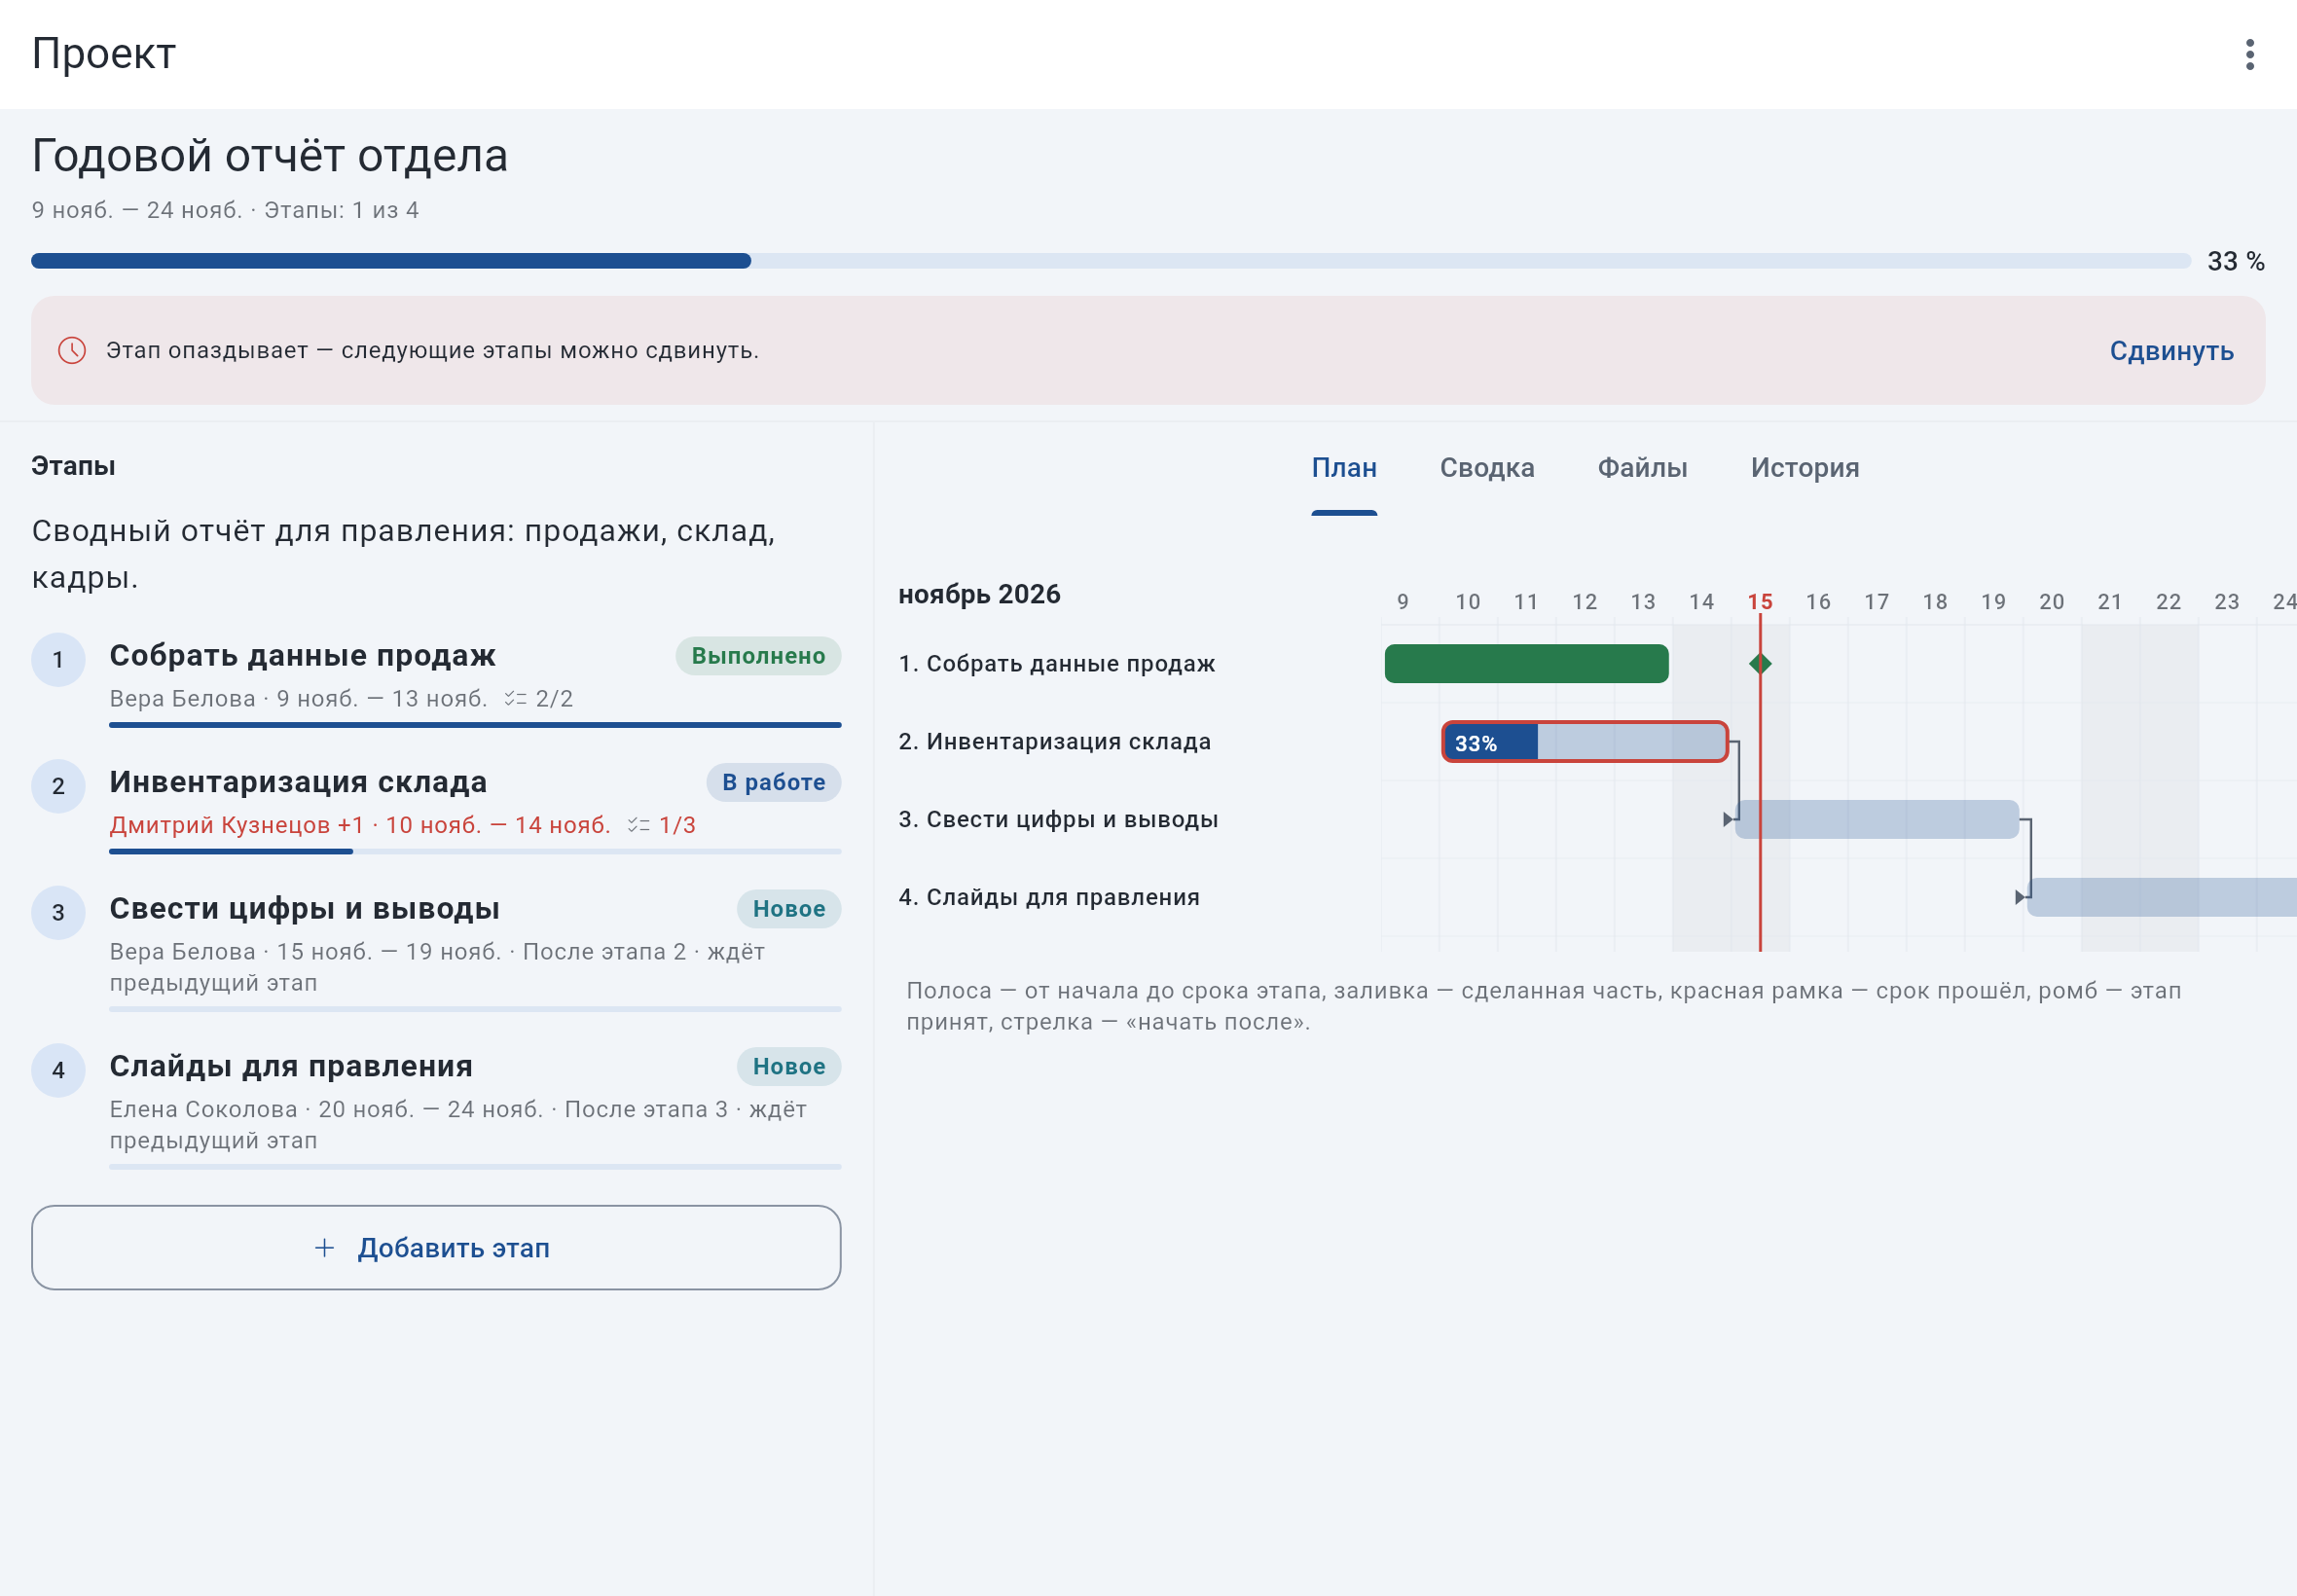 Проект
Годовой отчёт отдела
9 нояб. — 24 нояб. · Этапы: 1 из 4
33 %
Этап опаздывает — следующие этапы можно сдвинуть.
Сдвинуть
Этапы
Сводный отчёт для правления: продажи, склад,
кадры.
1
Собрать данные продаж
Выполнено
Вера Белова · 9 нояб. — 13 нояб. 2/2
2
Инвентаризация склада
В работе
Дмитрий Кузнецов +1 · 10 нояб. — 14 нояб. 1/3
3
Свести цифры и выводы
Новое
Вера Белова · 15 нояб. — 19 нояб. · После этапа 2 · ждёт
предыдущий этап
4
Слайды для правления
Новое
Елена Соколова · 20 нояб. — 24 нояб. · После этапа 3 · ждёт
предыдущий этап
Добавить этап
План Сводка Файлы История
ноябрь 2026
9 10 11 12 13 14 15 16 17 18 19 20 21 22 23 24
1. Собрать данные продаж
2. Инвентаризация склада
33%
3. Свести цифры и выводы
4. Слайды для правления
Полоса — от начала до срока этапа, заливка — сделанная часть, красная рамка — срок прошёл, ромб — этап
принят, стрелка — «начать после».